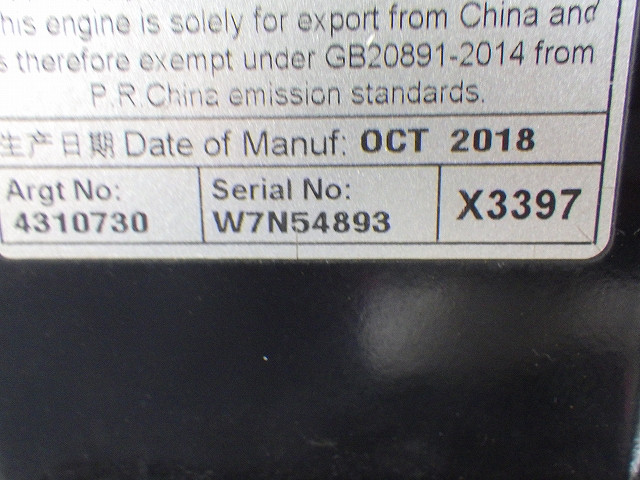 his engine is solely for export from China and
s therefore exempt under GB20891-2014 from
P.R.China emission standards.
生产日期 Date of Manuf: OCT 2018
Argt No:
4310730
Serial No:
W7N54893
X3397